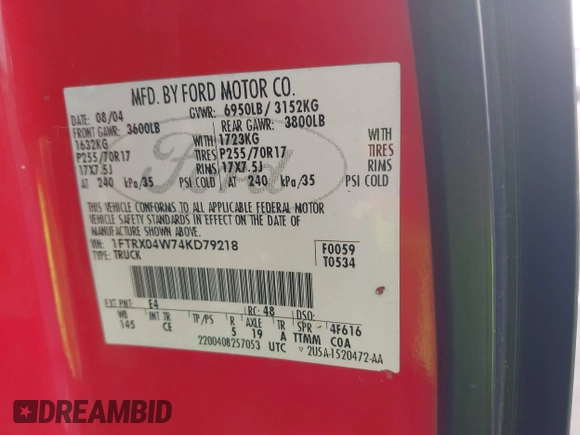 MFD. BY FORD MOTOR CO.
DATE: 08/04 GVWR: 6950LB / 3152KG
FRONT GAWR: 3600LB REAR GAWR: 3800LB
1632KG WITH 1723KG WITH
P255/70R17 TIRES P255/70R17 TIRES
17X7.5J RIMS 17X7.5J RIMS
AT 240 kPa/35 PSI COLD AT 240 kPa/35 PSI COLD
Ford
THIS VEHICLE CONFORMS TO ALL APPLICABLE FEDERAL MOTOR
VEHICLE SAFETY STANDARDS IN EFFECT ON THE DATE OF
MANUFACTURE SHOWN ABOVE.
VIN: 1FTRX04W74KD79218 F0059
TYPE: TRUCK T0534
EXT PNT: E4 RC: 48 DSO:
WB INT TR TP/PS R AXLE TR SPR 4F616
145 CE 5 19 A TTMM COA
2200408257053 UTC 2U5A-1520472-AA
DREAMBID